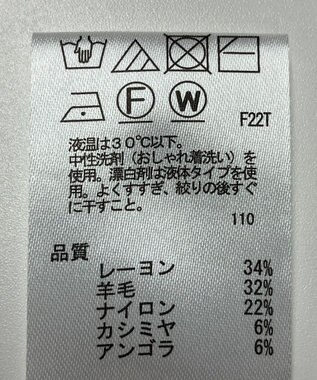 F W F22T
液温は30℃以下。
中性洗剤(おしゃれ着洗い)を
使用。漂白剤は液体タイプを使
用。よくすすぎ、絞りの後すぐ
に干すこと。
110
品質
レーヨン 34%
羊毛 32%
ナイロン 22%
カシミヤ 6%
アンゴラ 6%